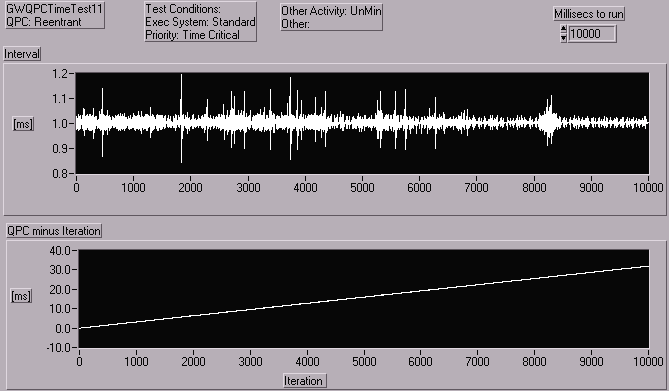 GWQPCTimeTest11
QPC: Reentrant
Test Conditions:
Exec System: Standard
Priority: Time Critical
Other Activity: UnMin
Other:
Millisecs to run
10000
Interval
[ms]
1.2
1.1
1.0
0.9
0.8
0 1000 2000 3000 4000 5000 6000 7000 8000 9000 10000
QPC minus Iteration
[ms]
40.0
30.0
20.0
10.0
0.0
-10.0
0 1000 2000 3000 4000 5000 6000 7000 8000 9000 10000
Iteration